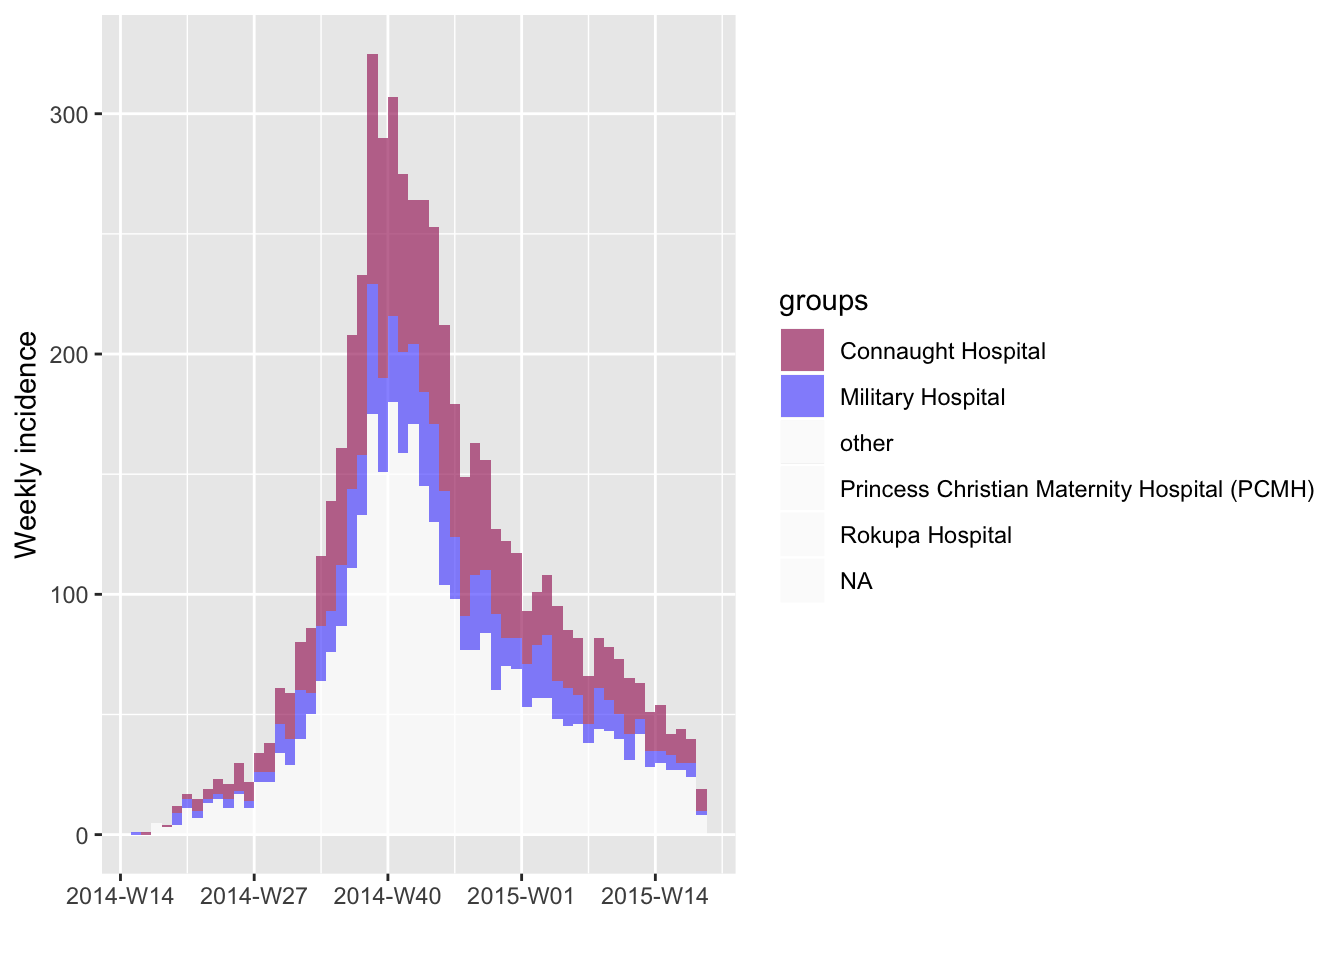 Weekly incidence
300
200
100
0
2014-W14
2014-W27
2014-W40
2015-W01
2015-W14
groups
Connaught Hospital
Military Hospital
other
Princess Christian Maternity Hospital (PCMH)
Rokupa Hospital
NA